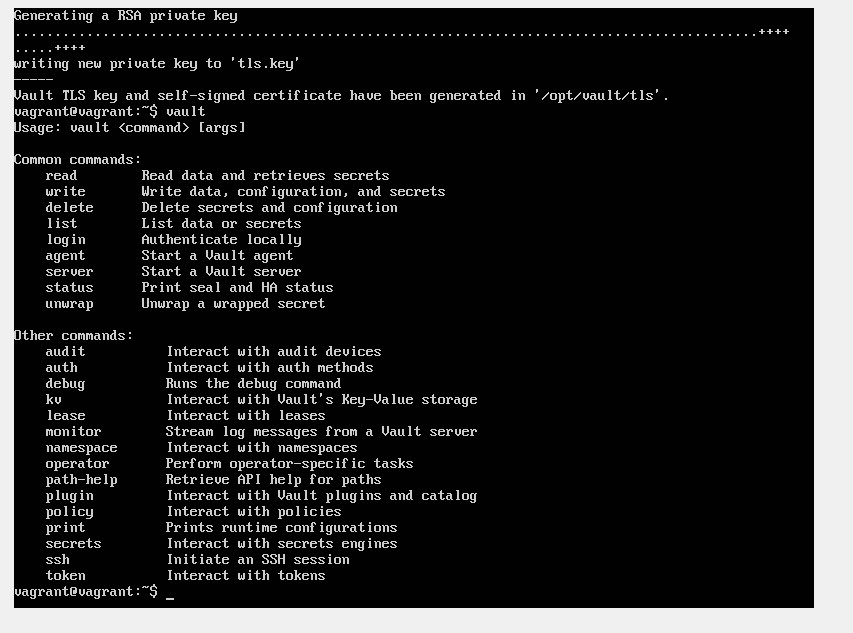 Generating a RSA private key
.............................................................................................++++
.....++++
writing new private key to 'tls.key'
-----
Vault TLS key and self-signed certificate have been generated in '/opt/vault/tls'.
vagrant@vagrant:~$ vault
Usage: vault <command> [args]

Common commands:
    read        Read data and retrieves secrets
    write       Write data, configuration, and secrets
    delete      Delete secrets and configuration
    list        List data or secrets
    login       Authenticate locally
    agent       Start a Vault agent
    server      Start a Vault server
    status      Print seal and HA status
    unwrap      Unwrap a wrapped secret

Other commands:
    audit          Interact with audit devices
    auth           Interact with auth methods
    debug          Runs the debug command
    kv             Interact with Vault's Key-Value storage
    lease          Interact with leases
    monitor        Stream log messages from a Vault server
    namespace      Interact with namespaces
    operator       Perform operator-specific tasks
    path-help      Retrieve API help for paths
    plugin         Interact with Vault plugins and catalog
    policy         Interact with policies
    print          Prints runtime configurations
    secrets        Interact with secrets engines
    ssh            Initiate an SSH session
    token          Interact with tokens
vagrant@vagrant:~$ _